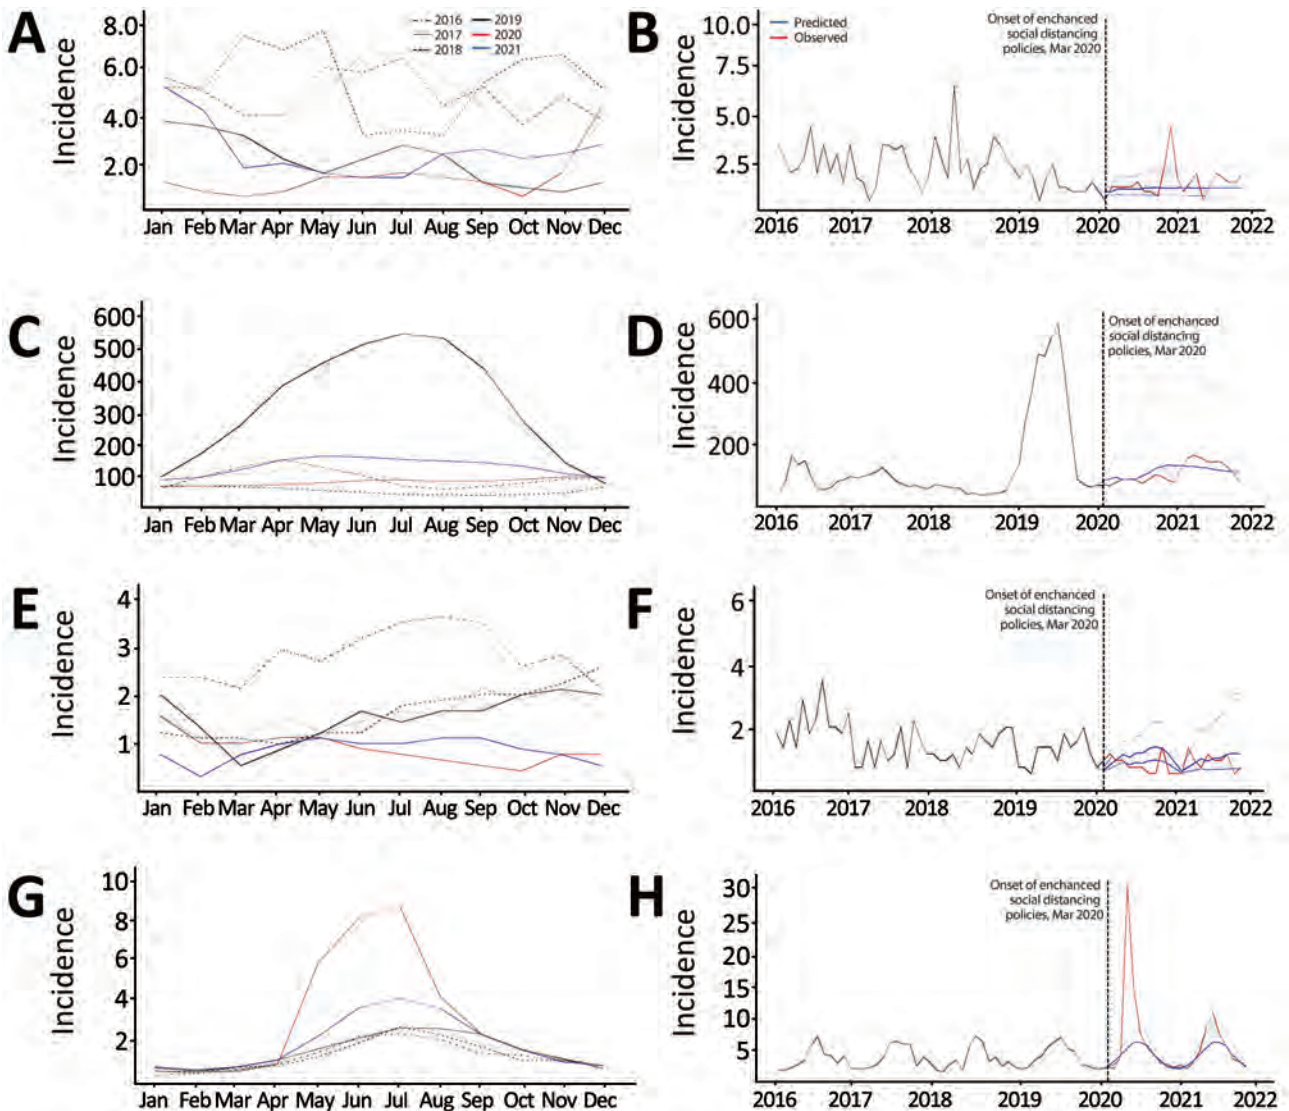 A
Incidence
8.0
6.0
4.0
2.0
2016
2017
2018
2019
2020
2021
Jan Feb Mar Apr May Jun Jul Aug Sep Oct Nov Dec
B
Incidence
10.0
7.5
5.0
2.5
Predicted
Observed
Onset of enchanced
social distancing
policies, Mar 2020
2016 2017 2018 2019 2020 2021 2022
C
Incidence
600
500
400
300
200
100
Jan Feb Mar Apr May Jun Jul Aug Sep Oct Nov Dec
D
Incidence
600
400
200
Onset of enchanced
social distancing
policies, Mar 2020
2016 2017 2018 2019 2020 2021 2022
E
Incidence
4
3
2
1
Jan Feb Mar Apr May Jun Jul Aug Sep Oct Nov Dec
F
Incidence
6
4
2
Onset of enchanced
social distancing
policies, Mar 2020
2016 2017 2018 2019 2020 2021 2022
G
Incidence
10
8
6
4
2
Jan Feb Mar Apr May Jun Jul Aug Sep Oct Nov Dec
H
Incidence
30
25
20
15
10
5
Onset of enchanced
social distancing
policies, Mar 2020
2016 2017 2018 2019 2020 2021 2022